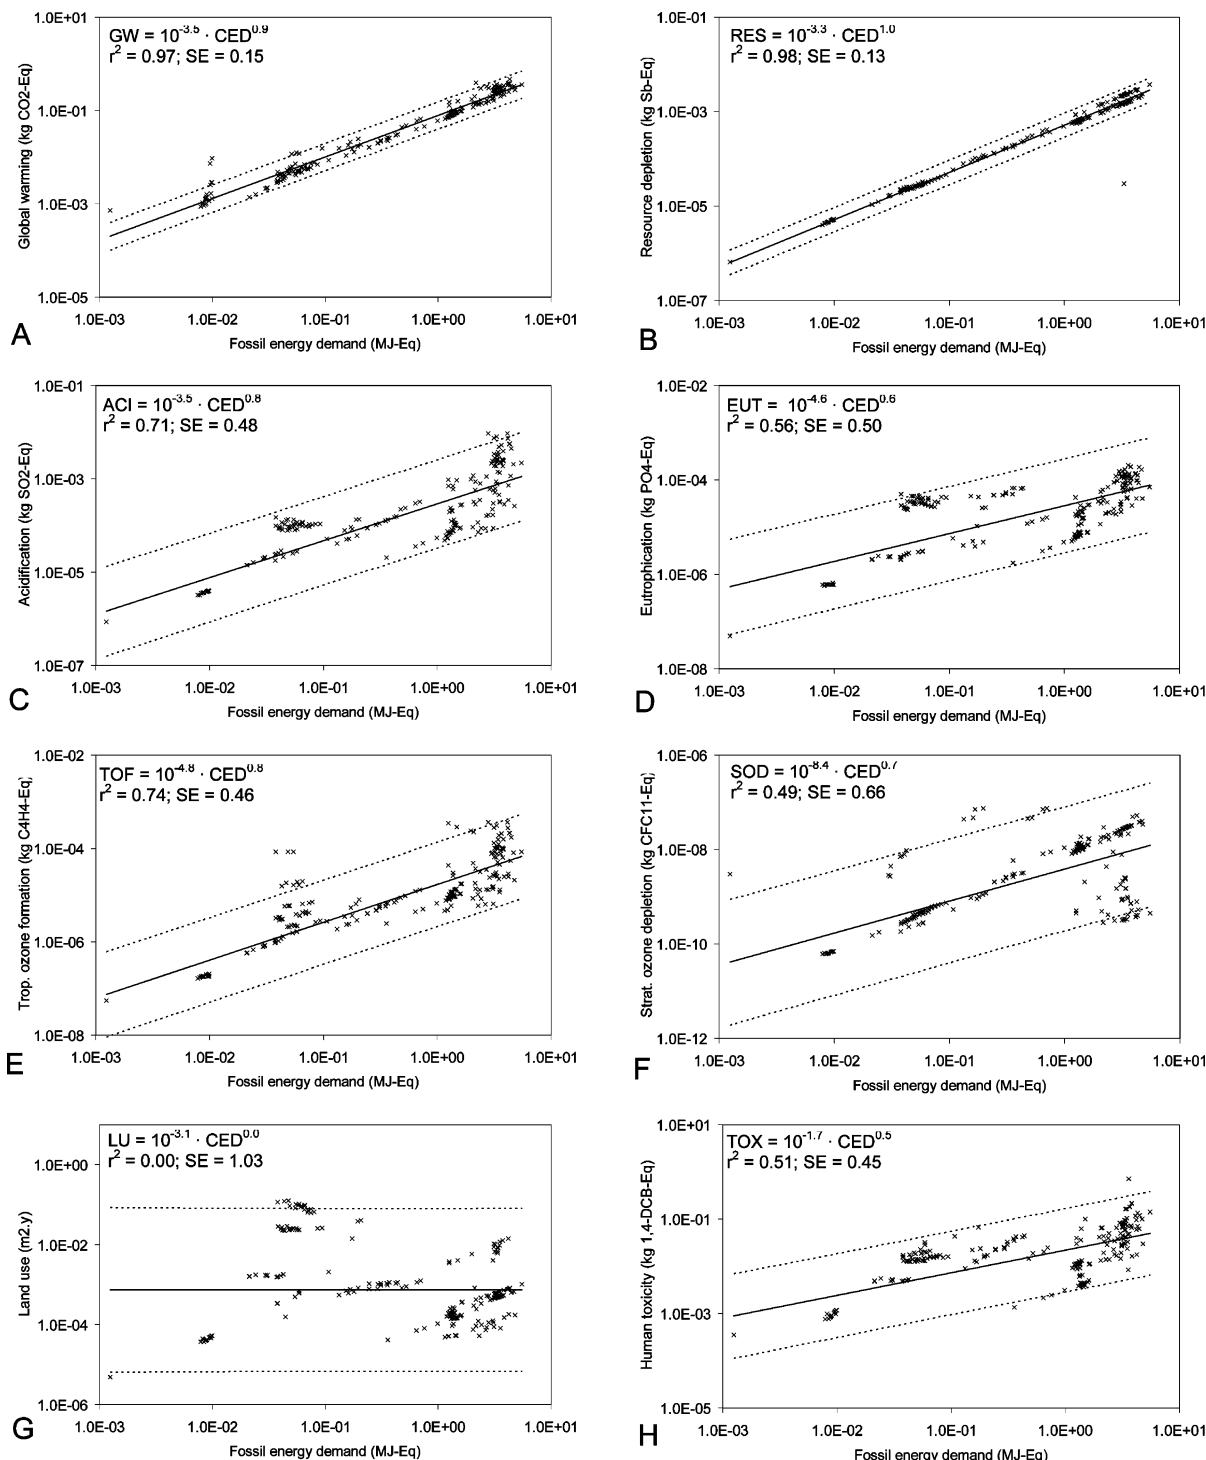 1.0E+01
GW = 10^-3.5 · CED^0.9
r^2 = 0.97; SE = 0.15
1.0E-01
1.0E-03
1.0E-05
Global warming (kg CO2-Eq)
1.0E-03 1.0E-02 1.0E-01 1.0E+00 1.0E+01
Fossil energy demand (MJ-Eq)
A
1.0E-01
RES = 10^-3.3 · CED^1.0
r^2 = 0.98; SE = 0.13
1.0E-03
1.0E-05
1.0E-07
Resource depletion (kg Sb-Eq)
1.0E-03 1.0E-02 1.0E-01 1.0E+00 1.0E+01
Fossil energy demand (MJ-Eq)
B
1.0E-01
ACI = 10^-3.5 · CED^0.8
r^2 = 0.71; SE = 0.48
1.0E-03
1.0E-05
1.0E-07
Acidification (kg SO2-Eq)
1.0E-03 1.0E-02 1.0E-01 1.0E+00 1.0E+01
Fossil energy demand (MJ-Eq)
C
1.0E-02
EUT = 10^-4.6 · CED^0.6
r^2 = 0.56; SE = 0.50
1.0E-04
1.0E-06
1.0E-08
Eutrophication (kg PO4-Eq)
1.0E-03 1.0E-02 1.0E-01 1.0E+00 1.0E+01
Fossil energy demand (MJ-Eq)
D
1.0E-02
TOF = 10^-4.8 · CED^0.8
r^2 = 0.74; SE = 0.46
1.0E-04
1.0E-06
1.0E-08
Trop. ozone formation (kg C4H4-Eq)
1.0E-03 1.0E-02 1.0E-01 1.0E+00 1.0E+01
Fossil energy demand (MJ-Eq)
E
1.0E-06
SOD = 10^-8.4 · CED^0.7
r^2 = 0.49; SE = 0.66
1.0E-08
1.0E-10
1.0E-12
Strat. ozone depletion (kg CFC11-Eq)
1.0E-03 1.0E-02 1.0E-01 1.0E+00 1.0E+01
Fossil energy demand (MJ-Eq)
F
LU = 10^-3.1 · CED^0.0
r^2 = 0.00; SE = 1.03
1.0E+00
1.0E-02
1.0E-04
1.0E-06
Land use (m2.y)
1.0E-03 1.0E-02 1.0E-01 1.0E+00 1.0E+01
Fossil energy demand (MJ-Eq)
G
1.0E+01
TOX = 10^-1.7 · CED^0.5
r^2 = 0.51; SE = 0.45
1.0E-01
1.0E-03
1.0E-05
Human toxicity (kg 1,4-DCB-Eq)
1.0E-03 1.0E-02 1.0E-01 1.0E+00 1.0E+01
Fossil energy demand (MJ-Eq)
H